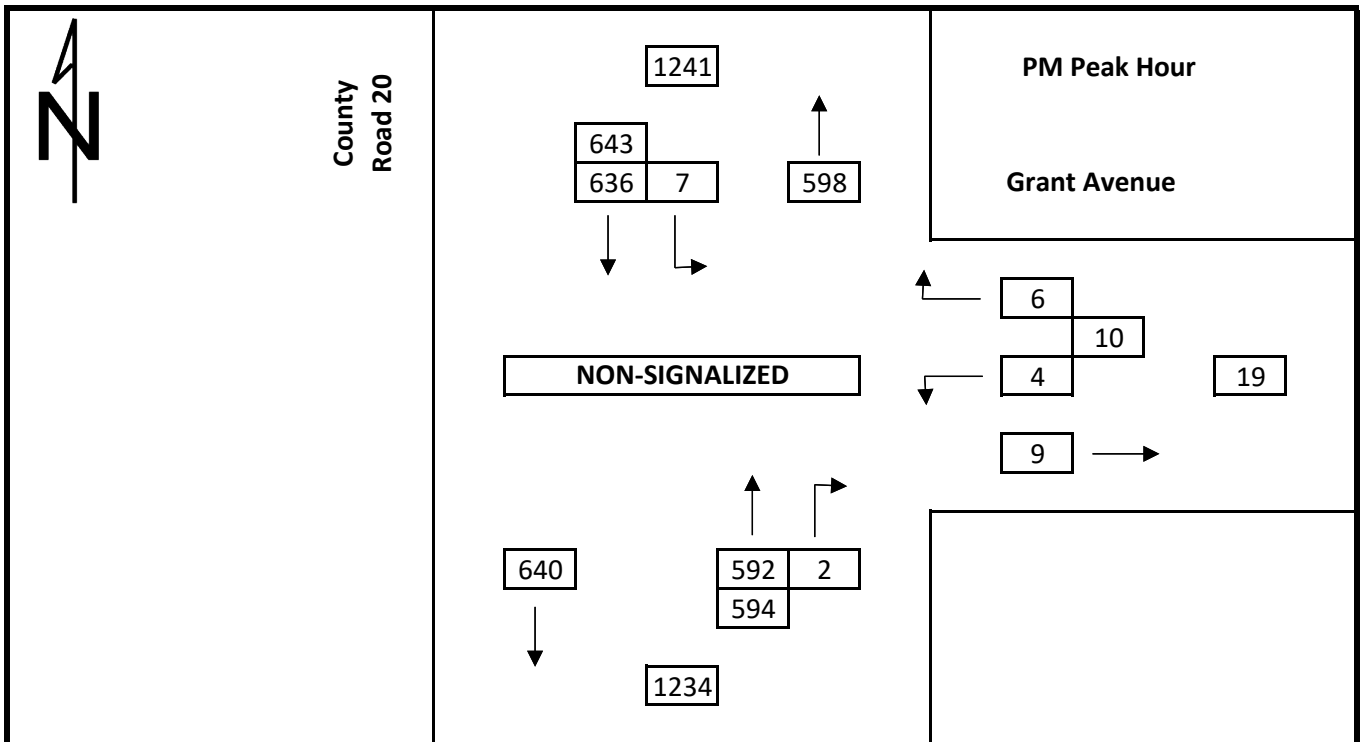 1241
PM Peak Hour
N
County
Road 20
643
636 7
598
Grant Avenue
6
10
NON-SIGNALIZED
4
19
9
640
592 2
594
1234